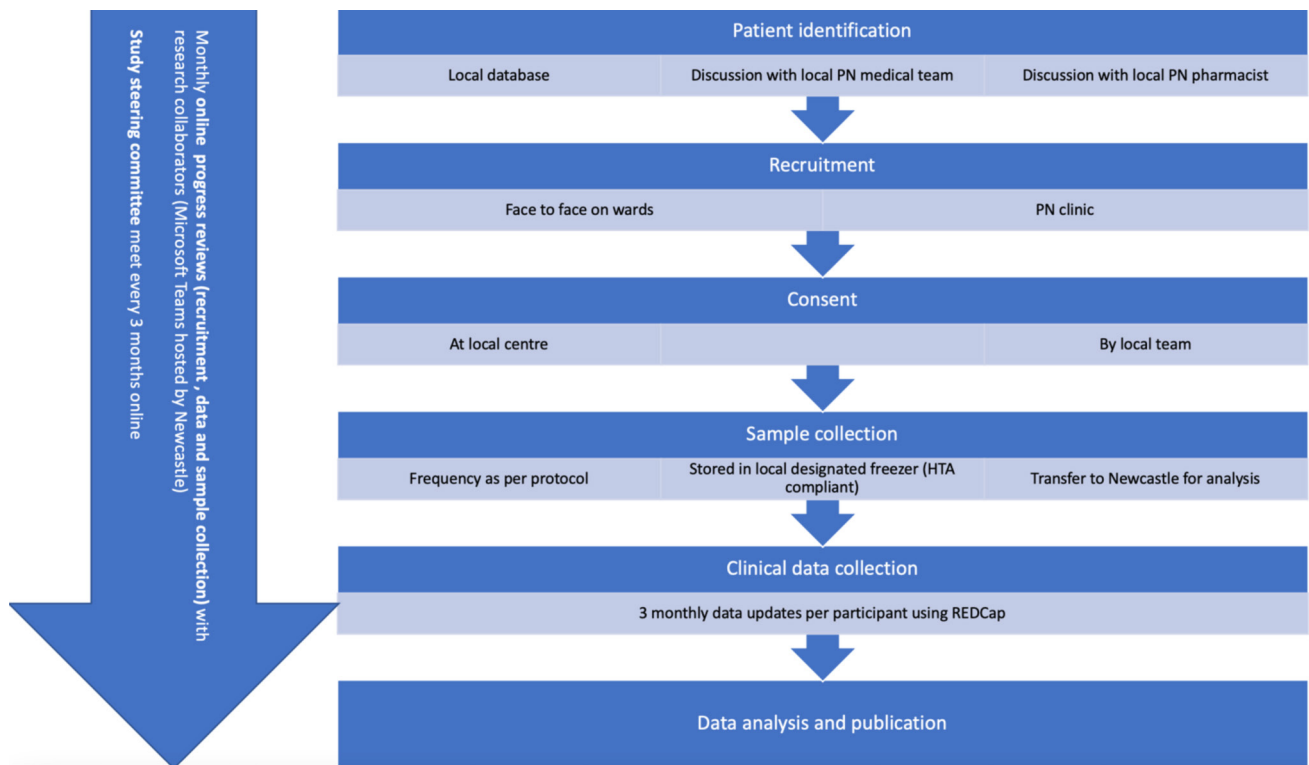 Monthly online progress reviews (recruitment , data and sample collection) with
research collaborators (Microsoft Teams hosted by Newcastle)
Study steering committee meet every 3 months online
Patient identification
Local database
Discussion with local PN medical team
Discussion with local PN pharmacist
Recruitment
Face to face on wards
PN clinic
Consent
At local centre
By local team
Sample collection
Frequency as per protocol
Stored in local designated freezer (HTA
compliant)
Transfer to Newcastle for analysis
Clinical data collection
3 monthly data updates per participant using REDCap
Data analysis and publication